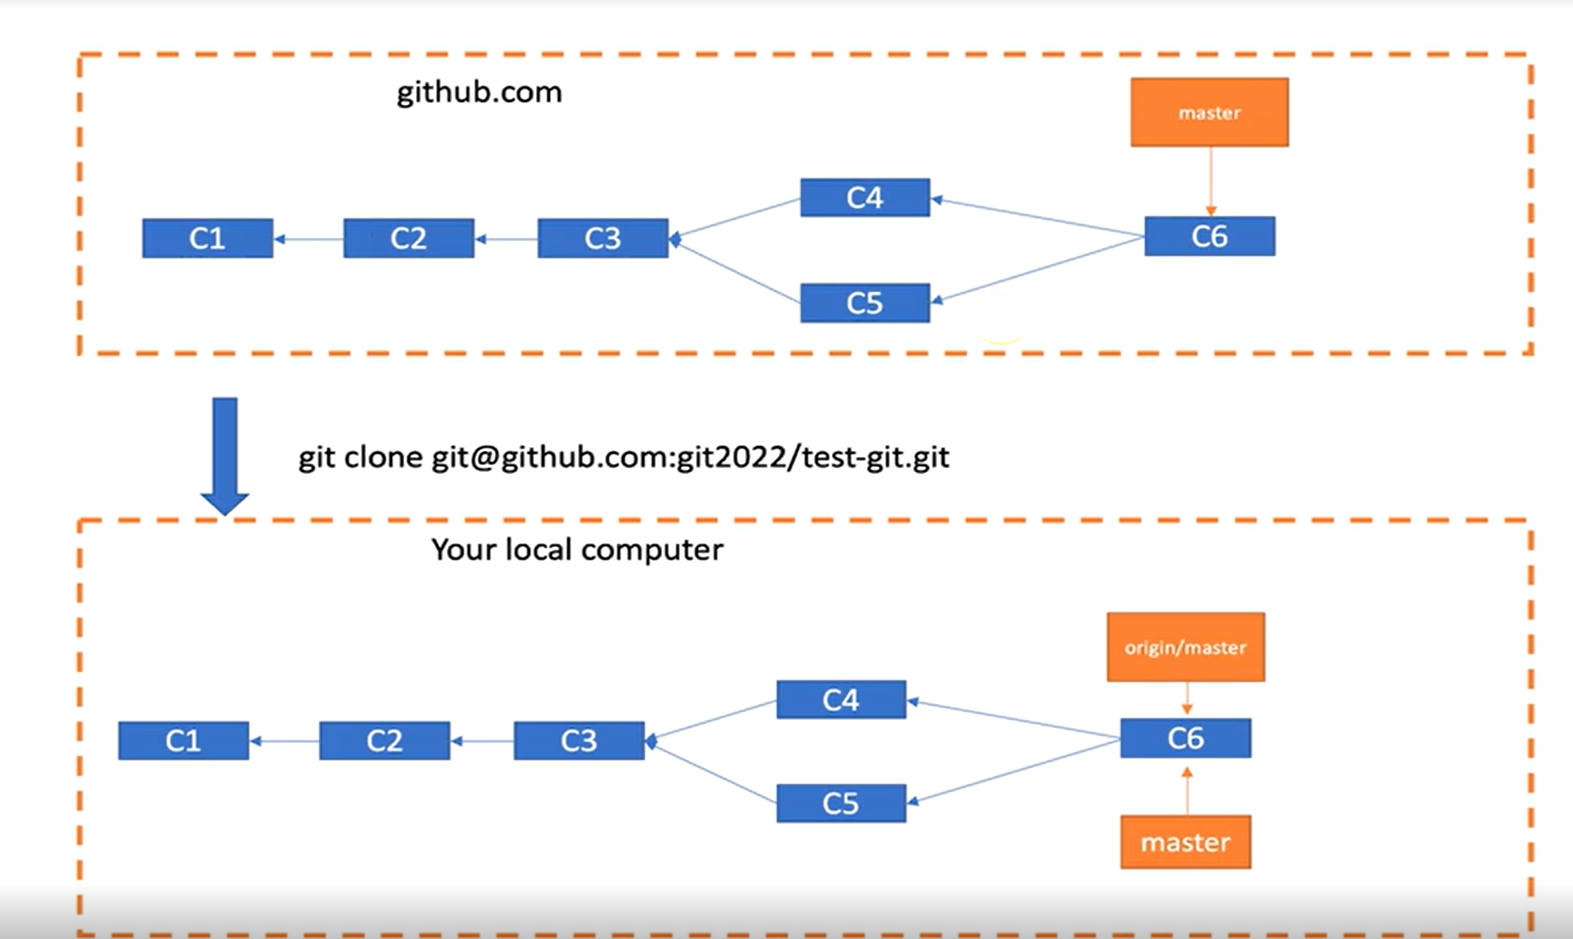 github.com
master
C4
C1
C2
C3
C6
C5
git clone git@github.com:git2022/test-git.git
Your local computer
origin/master
C4
C1
C2
C3
C6
C5
master